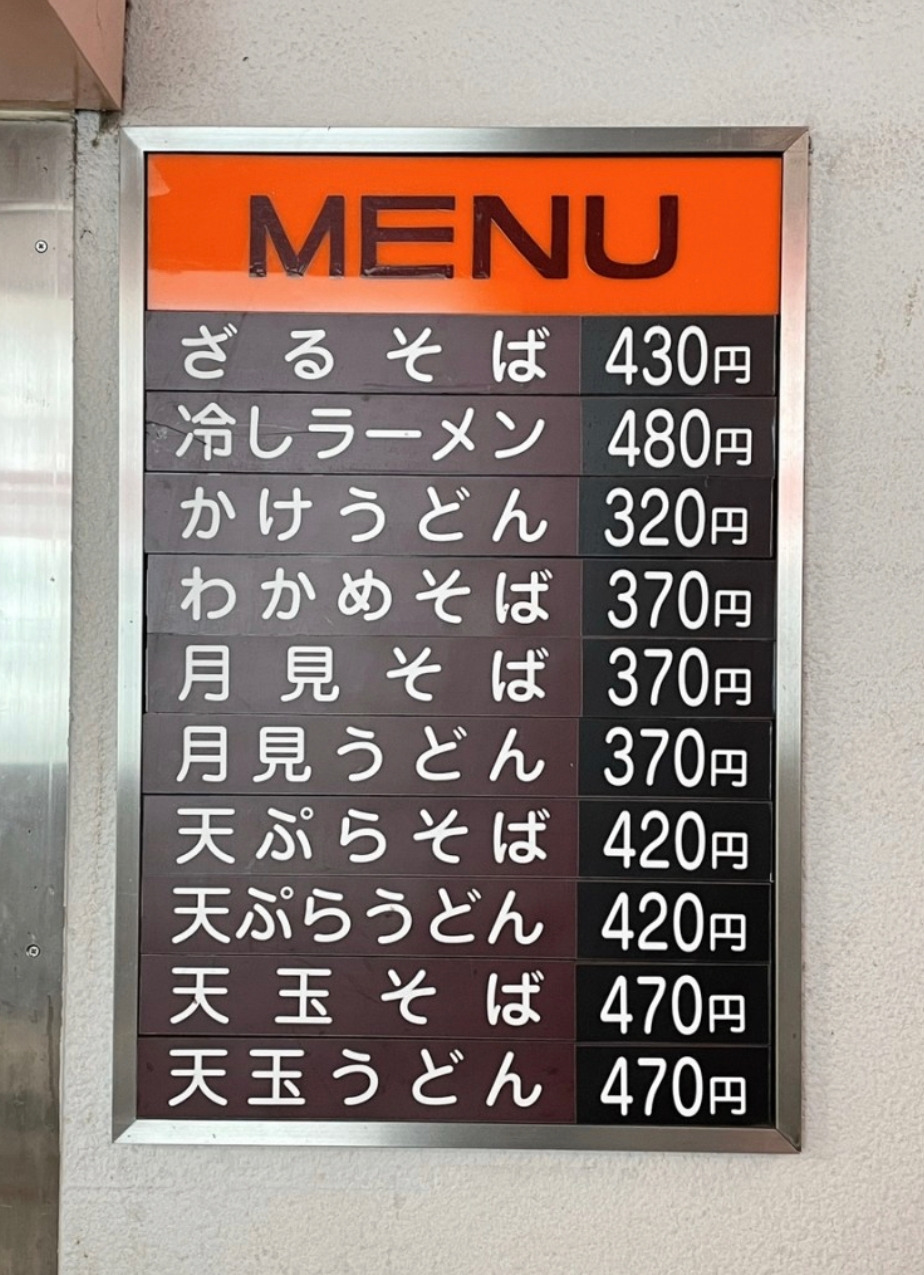 MENU
ざるそば 430円
冷しラーメン 480円
かけうどん 320円
わかめそば 370円
月見そば 370円
月見うどん 370円
天ぷらそば 420円
天ぷらうどん 420円
天玉そば 470円
天玉うどん 470円